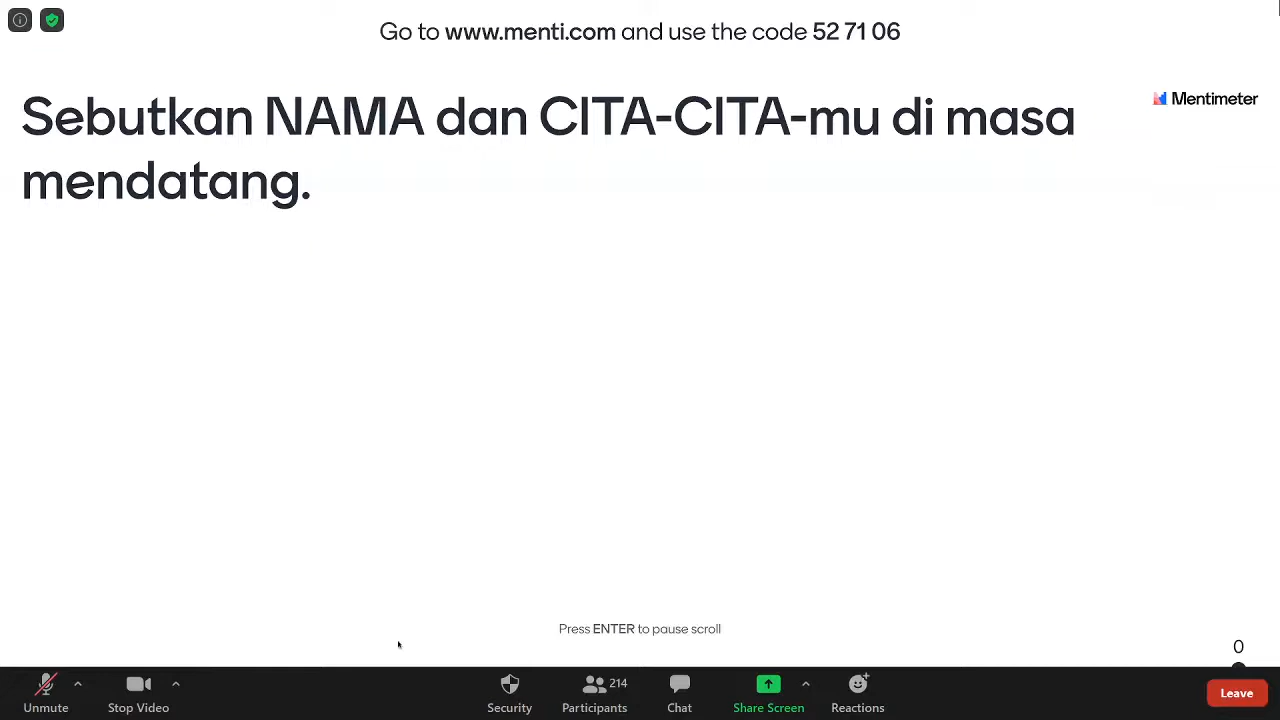 Go to www.menti.com and use the code 52 71 06
Mentimeter
Sebutkan NAMA dan CITA-CITA-mu di masa
mendatang.
Press ENTER to pause scroll
0
214
Unmute
Stop Video
Security
Participants
Chat
Share Screen
Reactions
Leave